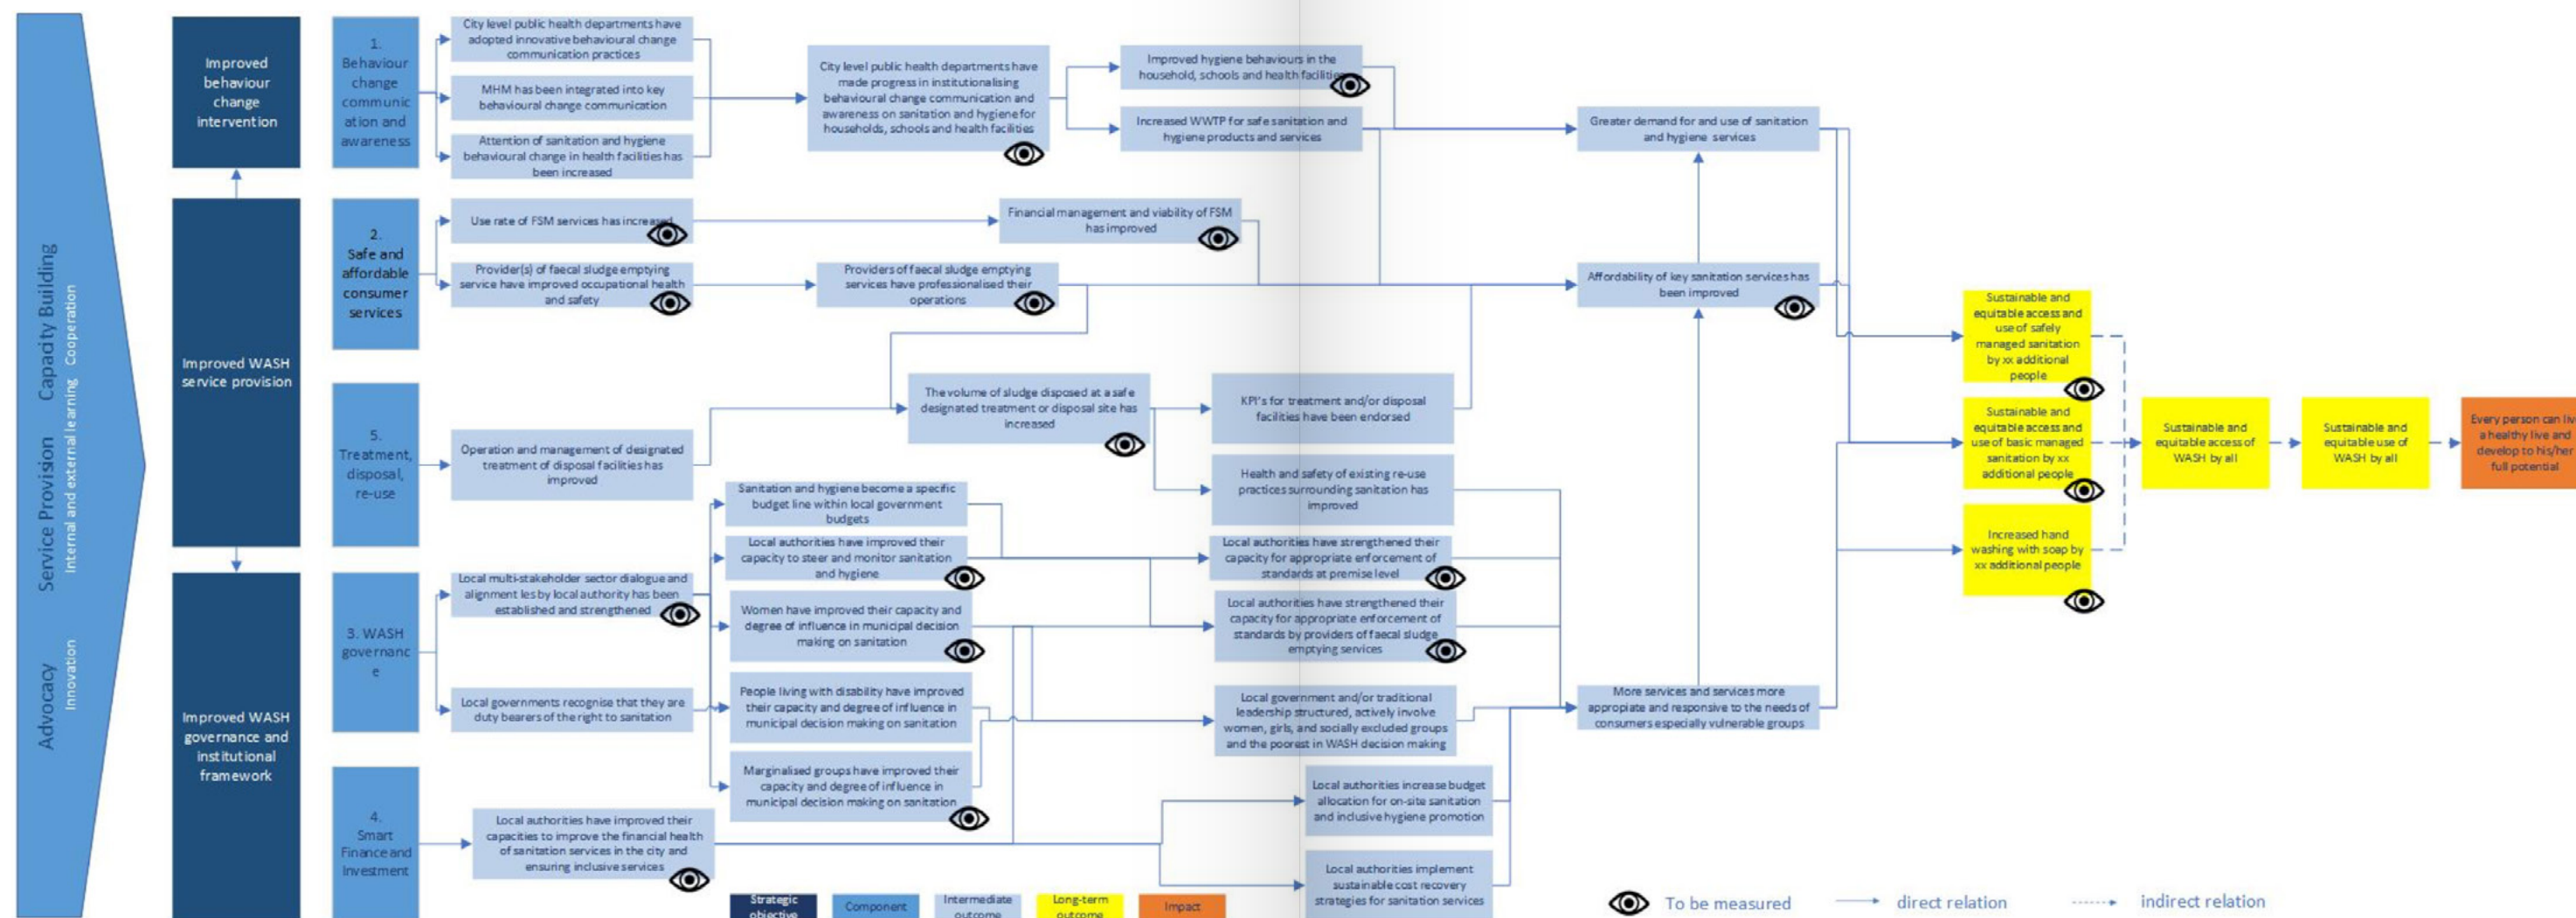 Advocacy
Service Provision
Capacity Building
Innovation
Internal and external learning
Cooperation
Improved
behaviour
change
intervention
Improved WASH
service provision
Improved WASH
governance and
institutional
framework
1.
Behaviour
change
communic
ation and
awareness
2.
Safe and
affordable
consumer
services
5.
Treatment,
disposal,
re-use
3. WASH
governanc
e
4.
Smart
Finance and
Investment
City level public health departments have
adopted innovative behavioural change
communication practices
MHM has been integrated into key
behavioural change communication
Attention of sanitation and hygiene
behavioural change in health facilities has
been increased
City level public health departments have
made progress in institutionalising
behavioural change communication and
awareness on sanitation and hygiene for
households, schools and health facilities
Improved hygiene behaviours in the
household, schools and health facilities
Increased WWTP for safe sanitation and
hygiene products and services
Greater demand for and use of sanitation
and hygiene services
Use rate of FSM services has increased
Financial management and viability of FSM
has improved
Provider(s) of faecal sludge emptying
service have improved occupational health
and safety
Providers of faecal sludge emptying
services have professionalised their
operations
Affordability of key sanitation services has
been improved
Operation and management of designated
treatment of disposal facilities has
improved
The volume of sludge disposed at a safe
designated treatment or disposal site has
increased
KPI's for treatment and/or disposal
facilities have been endorsed
Health and safety of existing re-use
practices surrounding sanitation has
improved
Local multi-stakeholder sector dialogue and
alignment les by local authority has been
established and strengthened
Local governments recognise that they are
duty bearers of the right to sanitation
Sanitation and hygiene become a specific
budget line within local government
budgets
Local authorities have improved their
capacity to steer and monitor sanitation
and hygiene
Women have improved their capacity and
degree of influence in municipal decision
making on sanitation
People living with disability have improved
their capacity and degree of influence in
municipal decision making on sanitation
Marginalised groups have improved their
capacity and degree of influence in
municipal decision making on sanitation
Local authorities have strengthened their
capacity for appropriate enforcement of
standards at premise level
Local authorities have strengthened their
capacity for appropriate enforcement of
standards by providers of faecal sludge
emptying services
Local government and/or traditional
leadership structured, actively involve
women, girls, and socially excluded groups
and the poorest in WASH decision making
More services and services more
appropiate and responsive to the needs of
consumers especially vulnerable groups
Local authorities have improved their
capacities to improve the financial health
of sanitation services in the city and
ensuring inclusive services
Local authorities increase budget
allocation for on-site sanitation
and inclusive hygiene promotion
Local authorities implement
sustainable cost recovery
strategies for sanitation services
Sustainable and
equitable access and
use of safely
managed sanitation
by xx additional
people
Sustainable and
equitable access and
use of basic managed
sanitation by xx
additional people
Increased hand
washing with soap by
xx additional people
Sustainable and
equitable access of
WASH by all
Sustainable and
equitable use of
WASH by all
Every person can liv
a healthy live and
develop to his/her
full potential
Strategic
objective
Component
Intermediate
outcome
Long-term
outcome
Impact
To be measured
direct relation
indirect relation